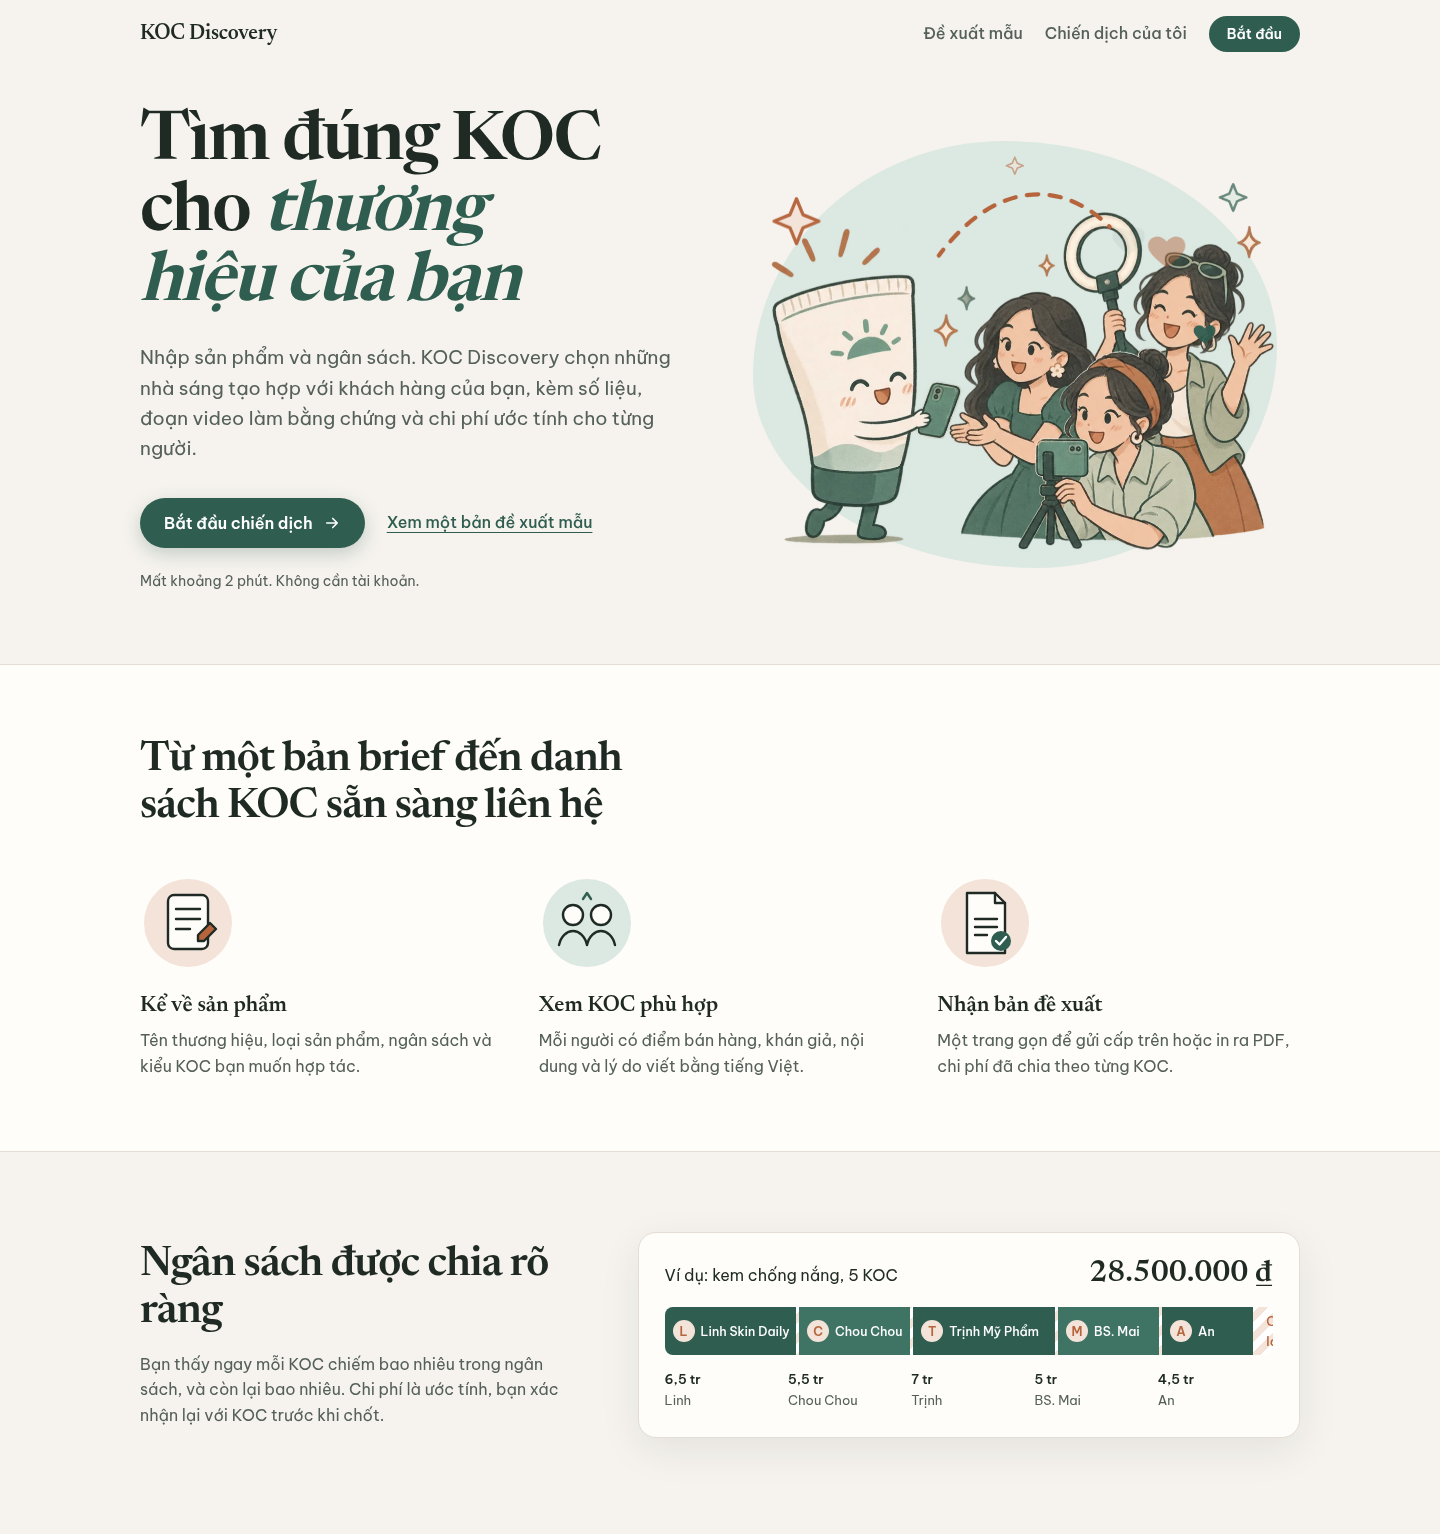 KOC Discovery
Đề xuất mẫu
Chiến dịch của tôi
Bắt đầu
Tìm đúng KOC
cho thương
hiệu của bạn
Nhập sản phẩm và ngân sách. KOC Discovery chọn những
nhà sáng tạo hợp với khách hàng của bạn, kèm số liệu,
đoạn video làm bằng chứng và chi phí ước tính cho từng
người.
Bắt đầu chiến dịch →
Xem một bản đề xuất mẫu
Mất khoảng 2 phút. Không cần tài khoản.
Từ một bản brief đến danh
sách KOC sẵn sàng liên hệ
Kể về sản phẩm
Tên thương hiệu, loại sản phẩm, ngân sách và
kiểu KOC bạn muốn hợp tác.
Xem KOC phù hợp
Mỗi người có điểm bán hàng, khán giả, nội
dung và lý do viết bằng tiếng Việt.
Nhận bản đề xuất
Một trang gọn để gửi cấp trên hoặc in ra PDF,
chi phí đã chia theo từng KOC.
Ngân sách được chia rõ
ràng
Bạn thấy ngay mỗi KOC chiếm bao nhiêu trong ngân
sách, và còn lại bao nhiêu. Chi phí là ước tính, bạn xác
nhận lại với KOC trước khi chốt.
Ví dụ: kem chống nắng, 5 KOC
28.500.000 ₫
L Linh Skin Daily
C Chou Chou
T Trịnh Mỹ Phẩm
M BS. Mai
A An
6,5 tr
Linh
5,5 tr
Chou Chou
7 tr
Trịnh
5 tr
BS. Mai
4,5 tr
An